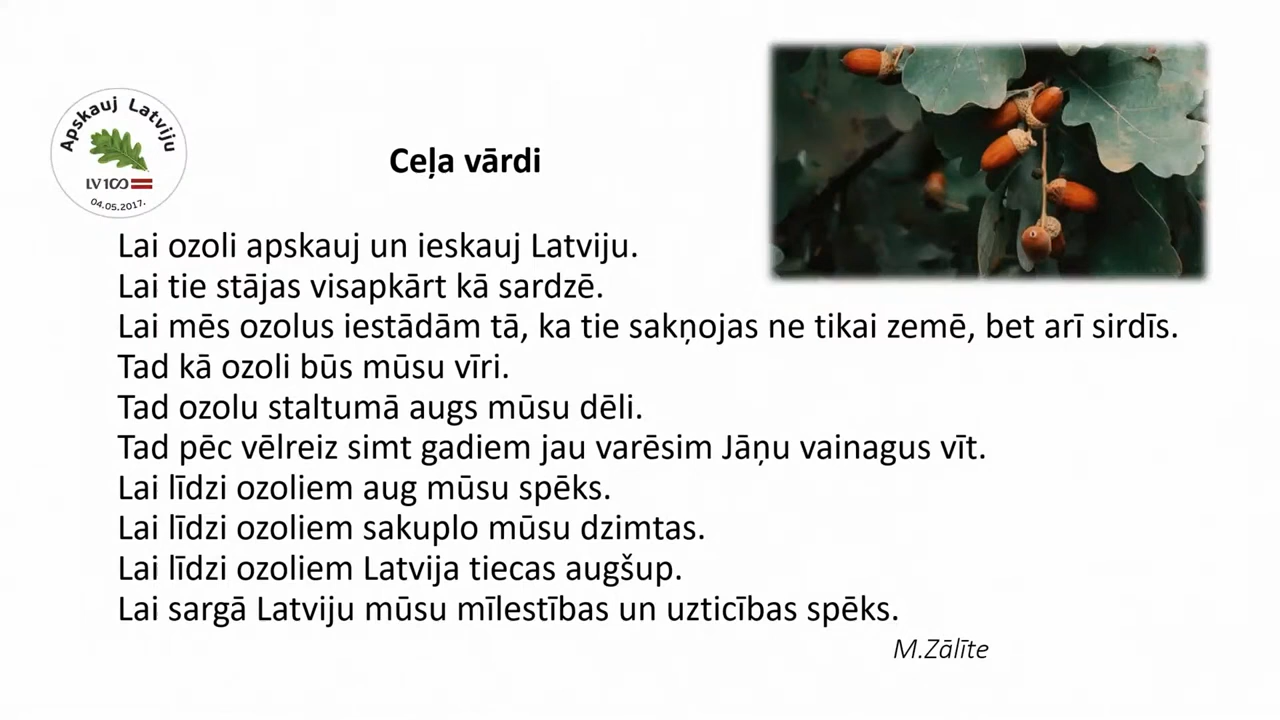 Apskauj Latviju
LV100
04.05.2017.
Ceļa vārdi
Lai ozoli apskauj un ieskauj Latviju.
Lai tie stājas visapkārt kā sardzē.
Lai mēs ozolus iestādām tā, ka tie sakņojas ne tikai zemē, bet arī sirdīs.
Tad kā ozoli būs mūsu vīri.
Tad ozolu staltumā augs mūsu dēli.
Tad pēc vēlreiz simt gadiem jau varēsim Jāņu vainagus vīt.
Lai līdzi ozoliem aug mūsu spēks.
Lai līdzi ozoliem sakuplo mūsu dzimtas.
Lai līdzi ozoliem Latvija tiecas augšup.
Lai sargā Latviju mūsu mīlestības un uzticības spēks.
M.Zālīte